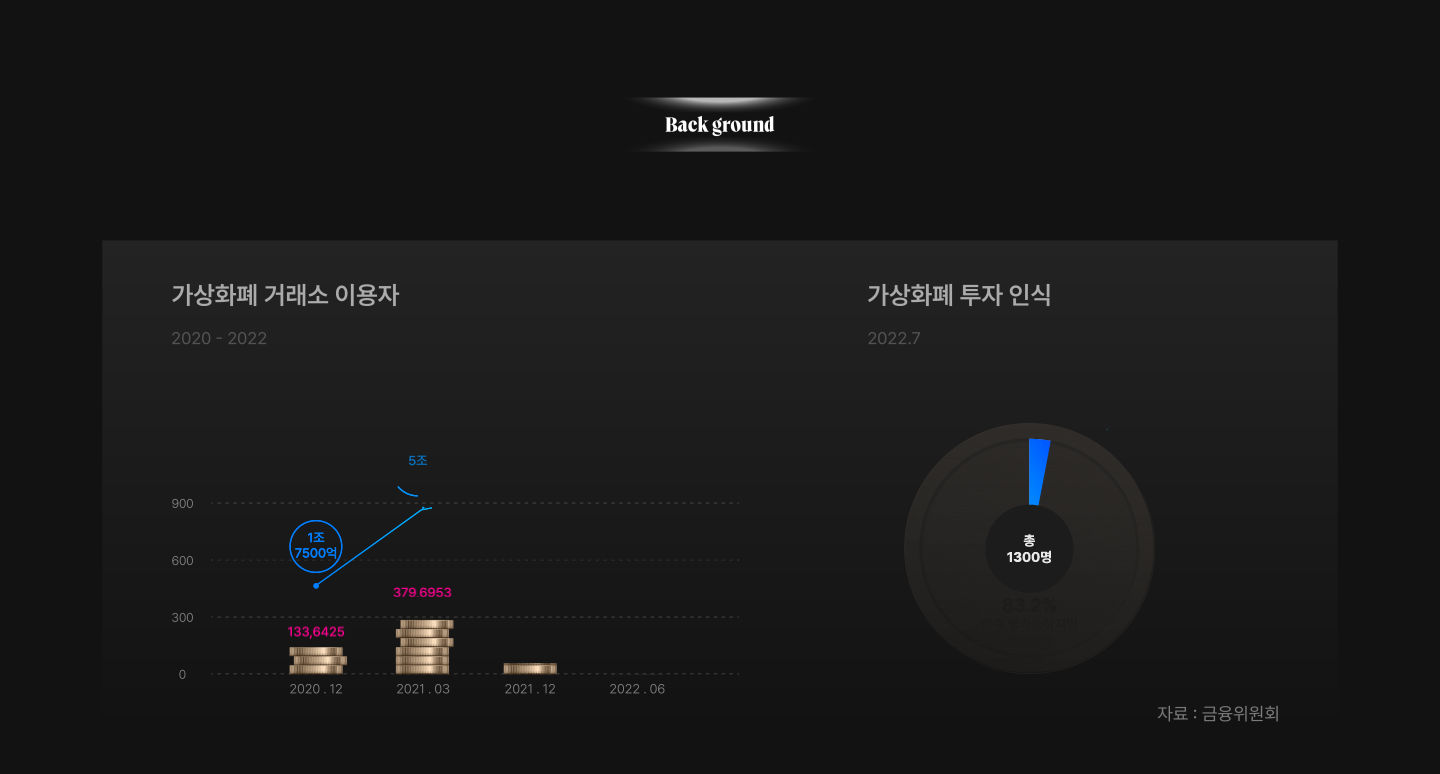 Back ground
가상화폐 거래소 이용자
2020 - 2022
가상화폐 투자 인식
2022.7
5조
900
1조
7500억
600
379.6953
300
133,6425
0
2020 . 12
2021 . 03
2021 . 12
2022 . 06
총
1300명
83.2%
자료 : 금융위원회